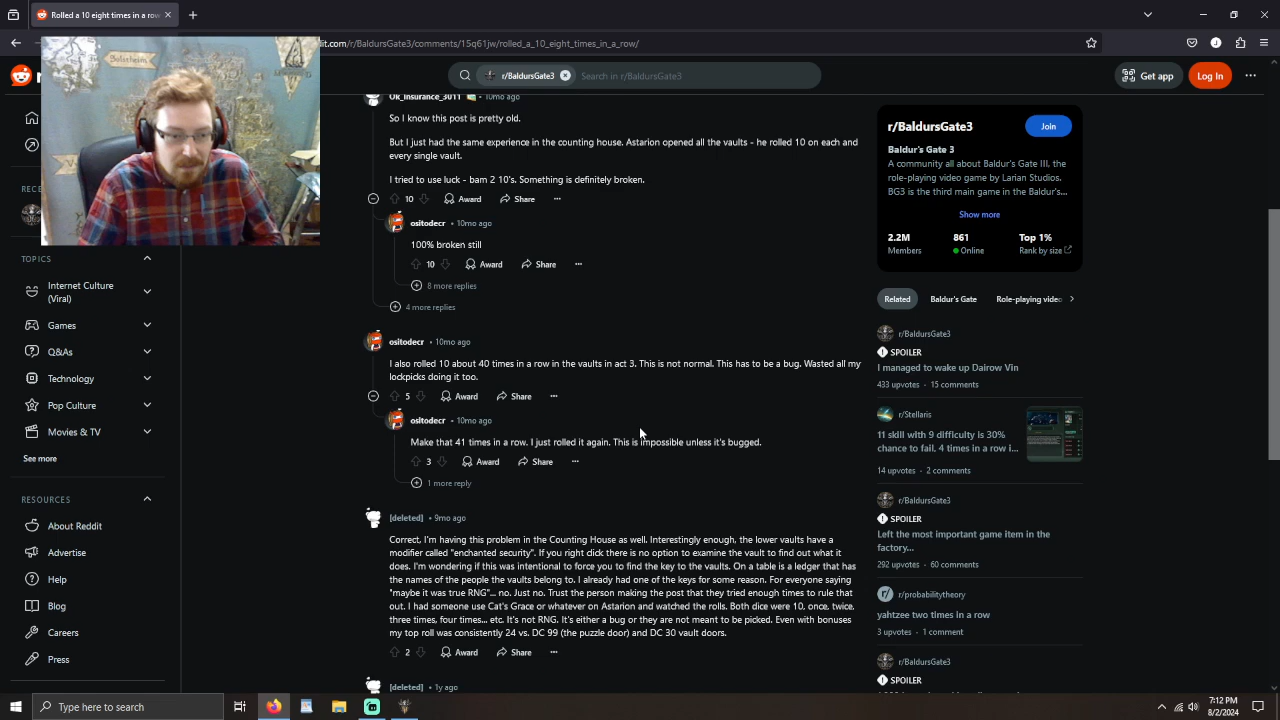 Rolled a 10 eight times in a row
it.com/r/BaldursGate3/comments/15q61jw/rolled_a_10_eight_times_in_a_row/
r/BaldursGate3
Search in r/BaldursGate3
Get app
Log In
RECE
TOPICS
Internet Culture
(Viral)
Games
Q&As
Technology
Pop Culture
Movies & TV
See more
RESOURCES
About Reddit
Advertise
Help
Blog
Careers
Press
Ok_Insurance_3011 • 10mo ago
So I know this post is pretty old.
But I just had the same experience in the counting house. Astarion opened all the vaults - he rolled 10 on each and
every single vault.
I tried to use luck - bam 2 10's. Something is definitely broken.
10 Award Share
ositodecr • 10mo ago
100% broken still
10 Award Share
8 more replies
4 more replies
ositodecr • 10mo ago
I also rolled 10 about 40 times in a row in the vaults in act 3. This is not normal. This has to be a bug. Wasted all my
lockpicks doing it too.
5 Award Share
ositodecr • 10mo ago
Make that 41 times in a row. I just rolled it again. This is impossible unless it's bugged.
3 Award Share
1 more reply
[deleted] • 9mo ago
Correct, I'm having this problem in the Counting House as well. Interestingly enough, the lower vaults have a
modifier called "enchanted security". If you right dick there is no option to examine the vault to find out what it
does. I'm wondering if this was intentional to force you to find the key to the vaults. On a table is a ledger that has
the names of the people the vaults belong to. I already had one of the keys for some reason. For everyone saying
"maybe it was true RNG"... no. Just no. Trust the person making the post that they tried enough times to rule that
out. I had someone use Cat's Grace or whatever on Astarion and watched the rolls. Both dice were 10, once, twice,
three times, four times... etc. It's not RNG. It's either a bug or they are not meant to be picked. Even with bonuses
my top roll was consistently 24 vs. DC 99 (the puzzle door) and DC 30 vault doors.
2 Award Share
[deleted] • 1y ago
r/BaldursGate3
Join
Baldur's Gate 3
A community all about Baldur's Gate III, the
role-playing video game by Larian Studios.
BG3 is the third main game in the Baldur's...
Show more
2.2M 861 Top 1%
Members Online Rank by size
Related Baldur's Gate Role-playing video
r/BaldursGate3
SPOILER
I managed to wake up Dairow Vin
433 upvotes • 15 comments
r/Stellaris
11 skill with 9 difficulty is 30%
chance to fail. 4 times in a row i...
14 upvotes • 2 comments
r/BaldursGate3
SPOILER
Left the most important game item in the
factory...
292 upvotes • 60 comments
r/probabilitytheory
yahtzee two times in a row
3 upvotes • 1 comment
r/BaldursGate3
SPOILER
Type here to search
7:12 PM
8/2/2024